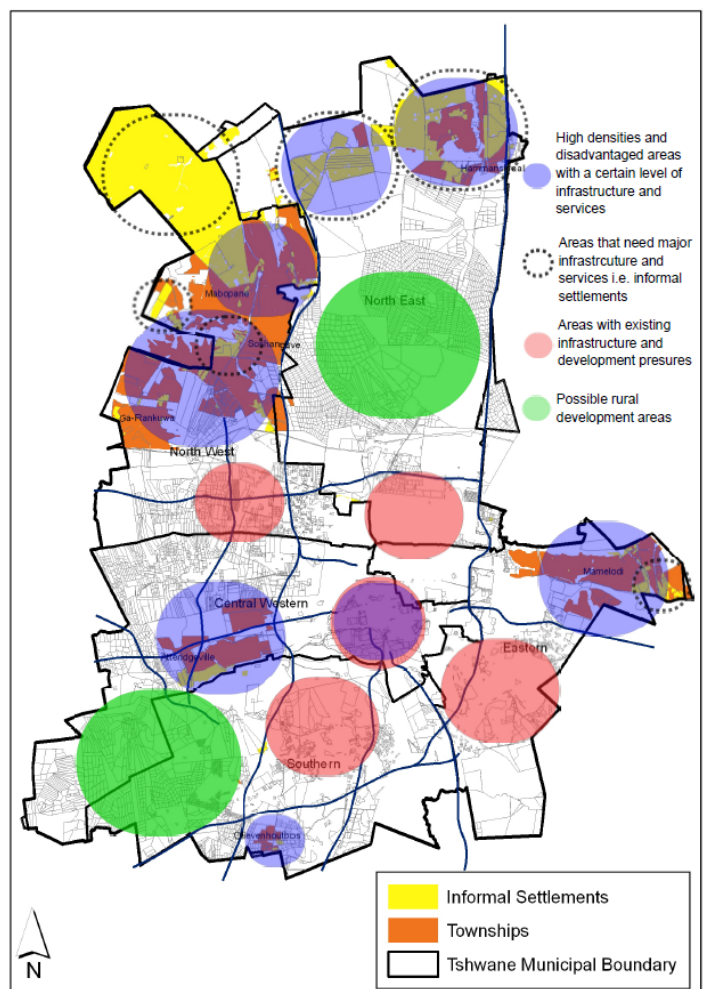 High densities and
disadvantaged areas
with a certain level of
infrastructure and
services
Hammanskraal
Areas that need major
infrastrcuture and
services i.e. informal
settlements
Mabopane
North East
Areas with existing
infrastructure and
development presures
Soshanguve
Possible rural
development areas
Ga-Rankuwa
North West
Mamelodi
Central Western
Eastern
Atteridgeville
Southern
Olievenhoutbos
Informal Settlements
Townships
Tshwane Municipal Boundary
N